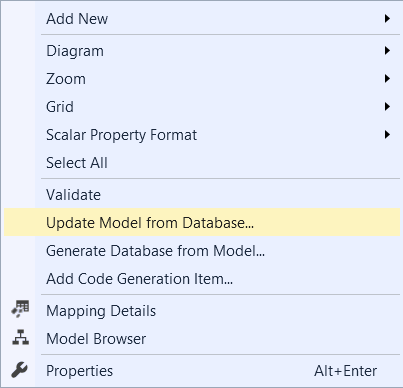 Add New
Diagram
Zoom
Grid
Scalar Property Format
Select All
Validate
Update Model from Database...
Generate Database from Model...
Add Code Generation Item...
Mapping Details
Model Browser
Properties Alt+Enter